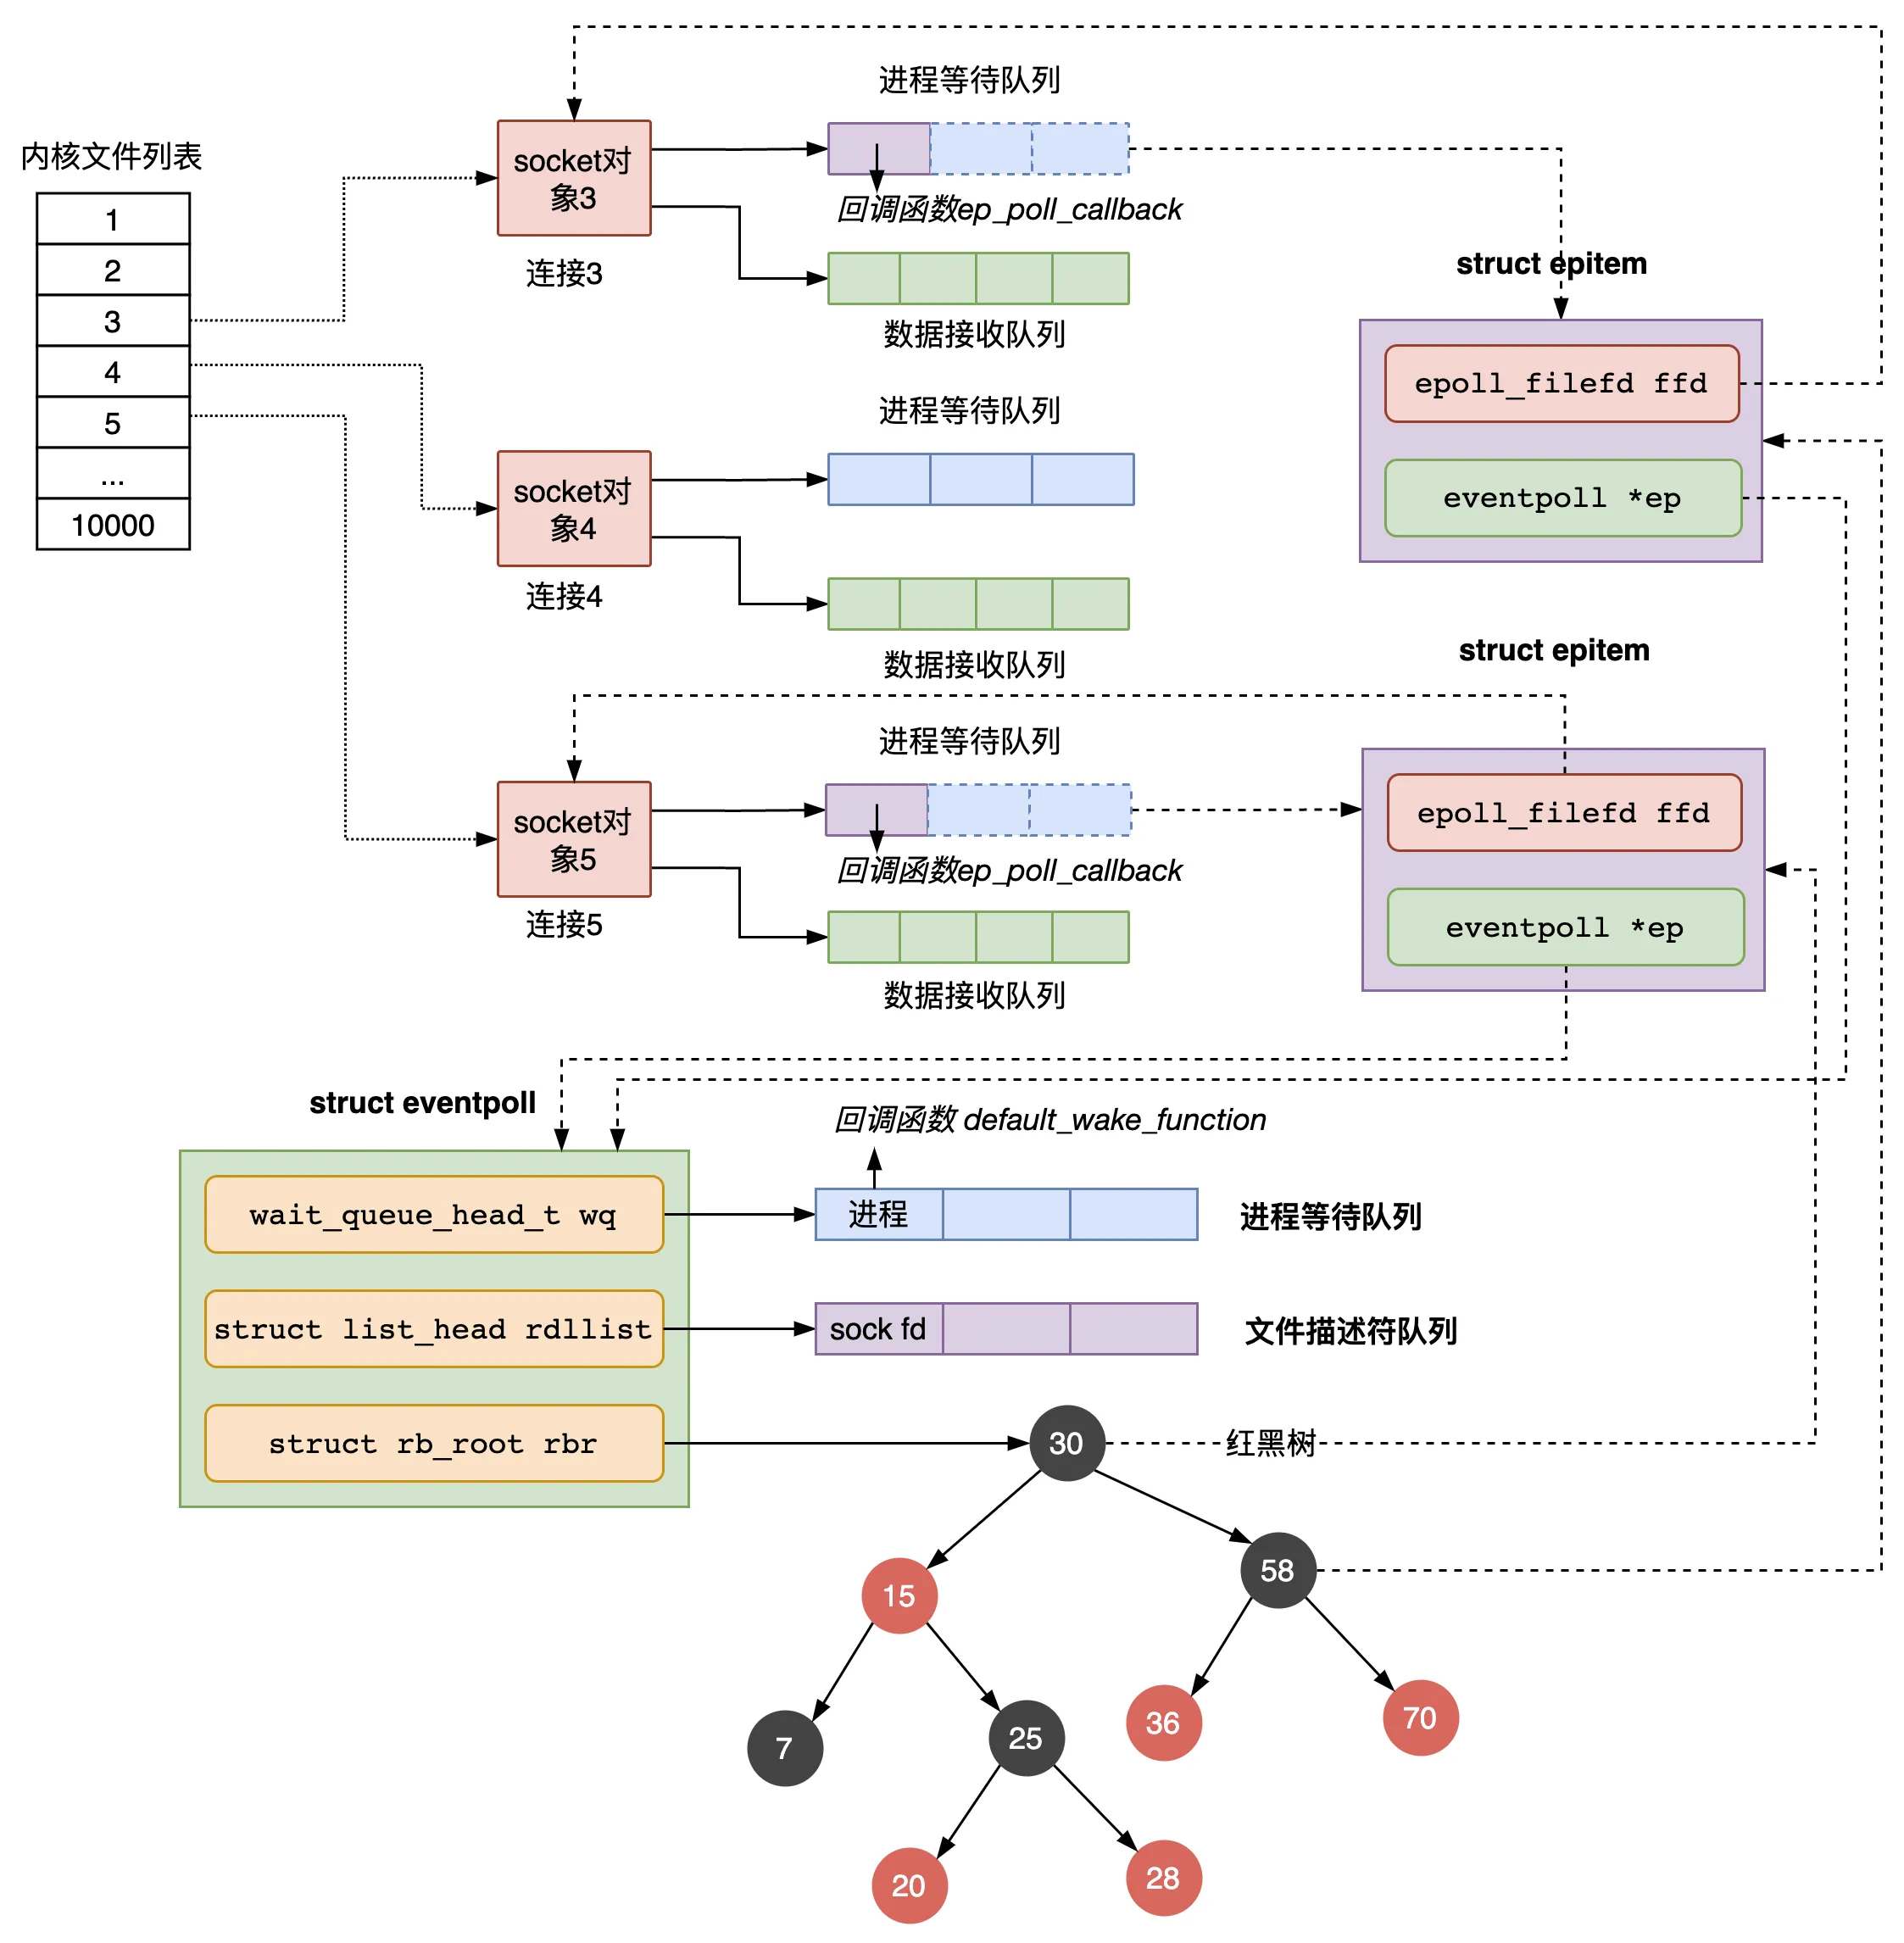 进程等待队列
内核文件列表
1
2
3
4
5
...
10000
socket对
象3
连接3
回调函数ep_poll_callback
数据接收队列
struct epitem
epoll_filefd ffd
eventpoll *ep
进程等待队列
socket对
象4
连接4
数据接收队列
struct epitem
进程等待队列
socket对
象5
连接5
回调函数ep_poll_callback
数据接收队列
epoll_filefd ffd
eventpoll *ep
struct eventpoll
回调函数 default_wake_function
wait_queue_head_t wq
进程
进程等待队列
struct list_head rdllist
sock fd
文件描述符队列
struct rb_root rbr
30
红黑树
15
58
7
25
36
70
20
28